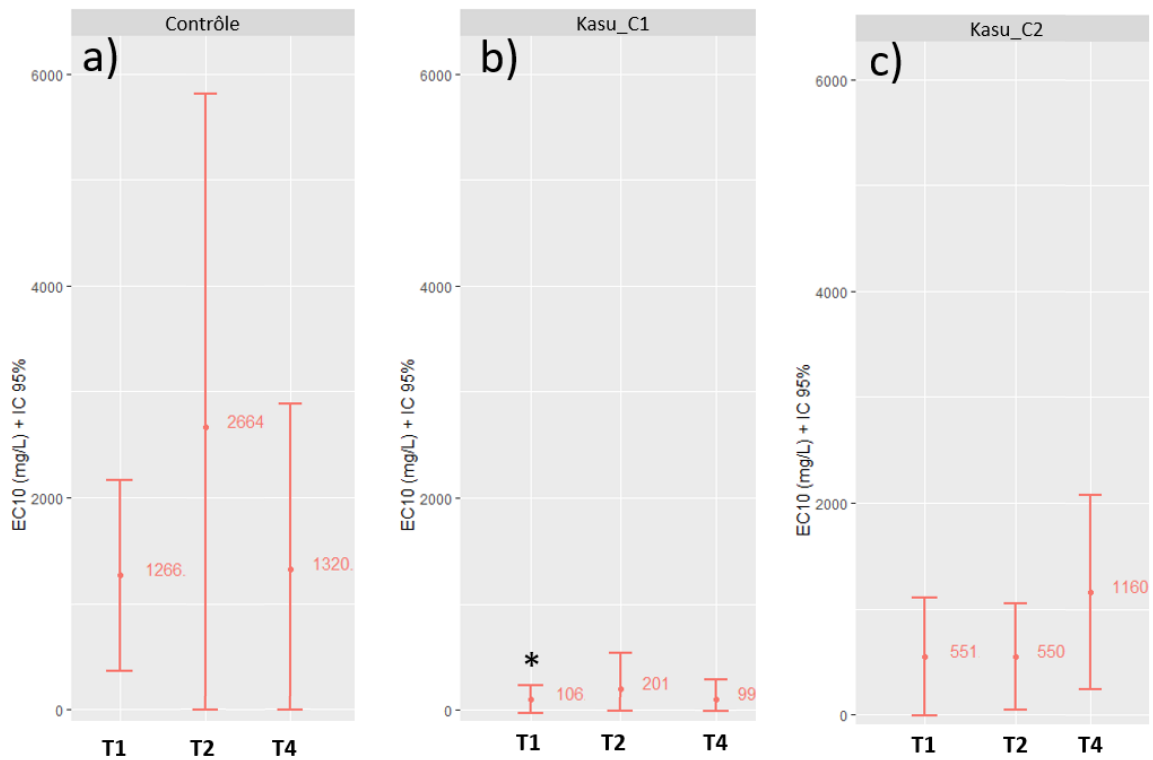 Contrôle
a)
6000
4000
2000
0
EC10 (mg/L) + IC 95%
1266.
2664
1320.
T1
T2
T4
Kasu_C1
b)
6000
4000
2000
0
EC10 (mg/L) + IC 95%
*
106
201
99
T1
T2
T4
Kasu_C2
c)
6000
4000
2000
0
EC10 (mg/L) + IC 95%
551
550
1160
T1
T2
T4